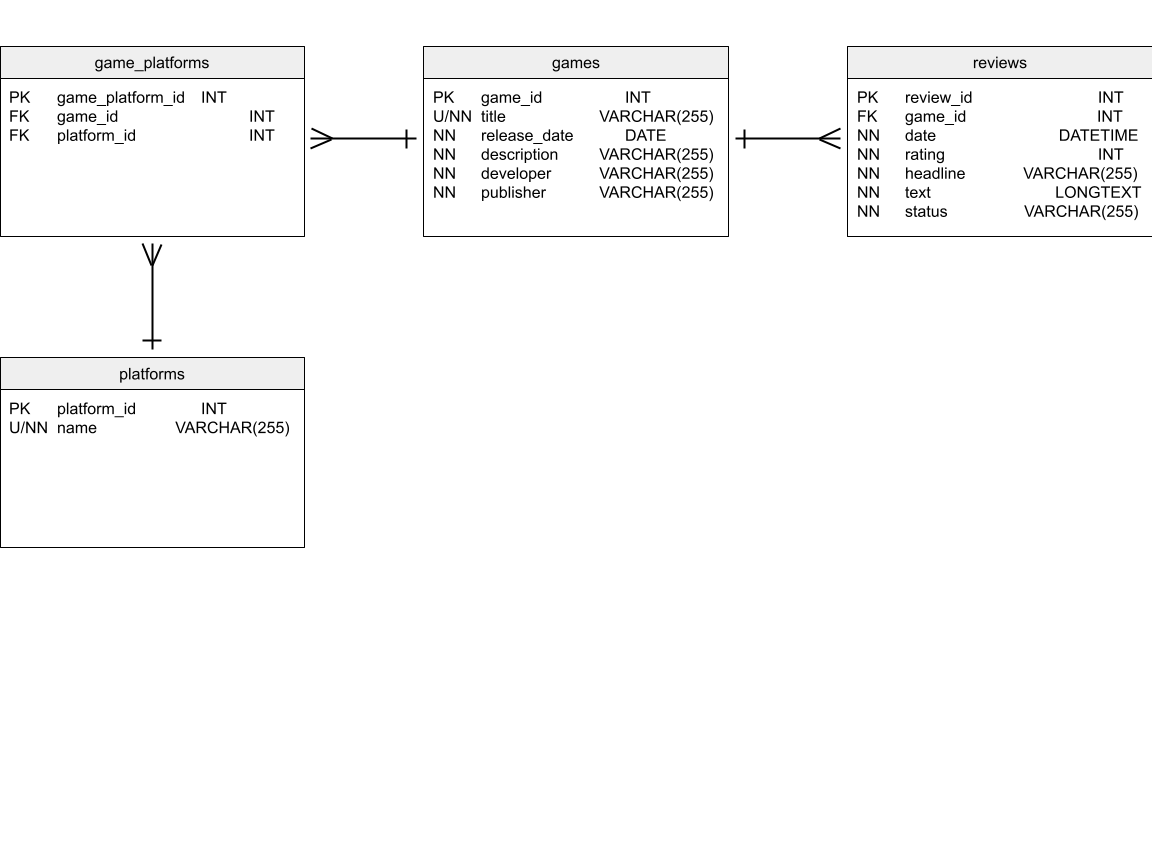 game_platforms
PK game_platform_id INT
FK game_id INT
FK platform_id INT
games
PK game_id INT
U/NN title VARCHAR(255)
NN release_date DATE
NN description VARCHAR(255)
NN developer VARCHAR(255)
NN publisher VARCHAR(255)
reviews
PK review_id INT
FK game_id INT
NN date DATETIME
NN rating INT
NN headline VARCHAR(255)
NN text LONGTEXT
NN status VARCHAR(255)
platforms
PK platform_id INT
U/NN name VARCHAR(255)